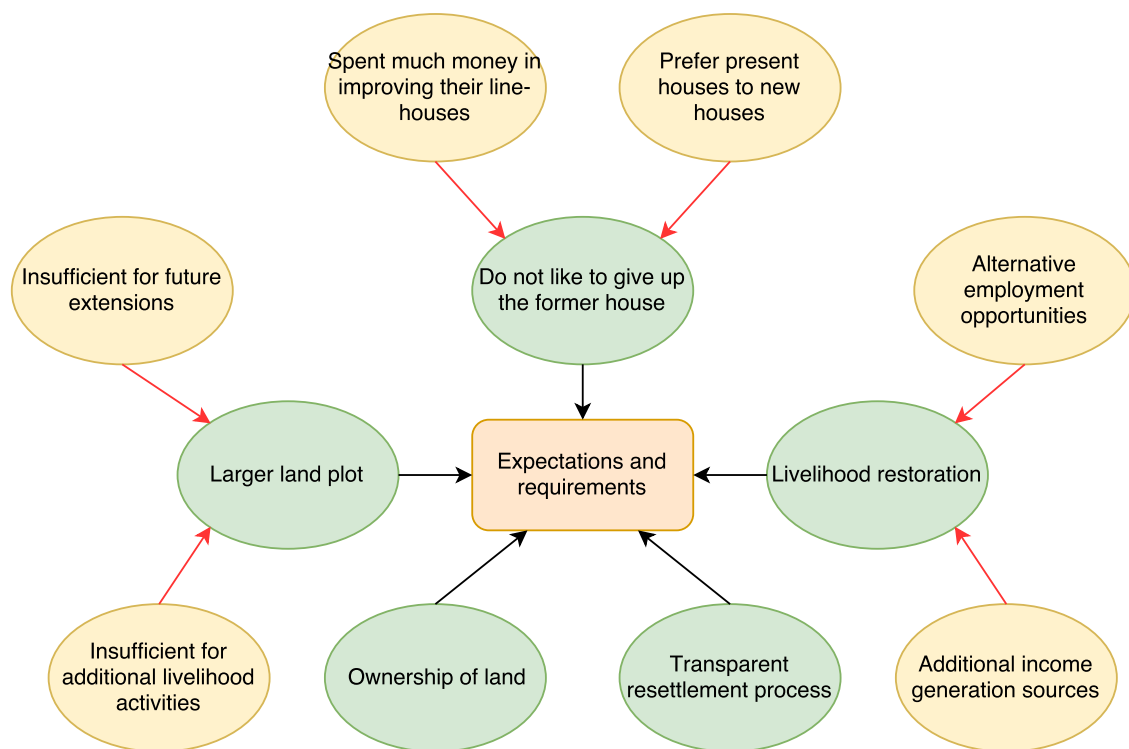 Spent much money in
improving their line-
houses
Prefer present
houses to new
houses
Insufficient for future
extensions
Do not like to give up
the former house
Alternative
employment
opportunities
Larger land plot
Expectations and
requirements
Livelihood restoration
Insufficient for
additional livelihood
activities
Ownership of land
Transparent
resettlement process
Additional income
generation sources